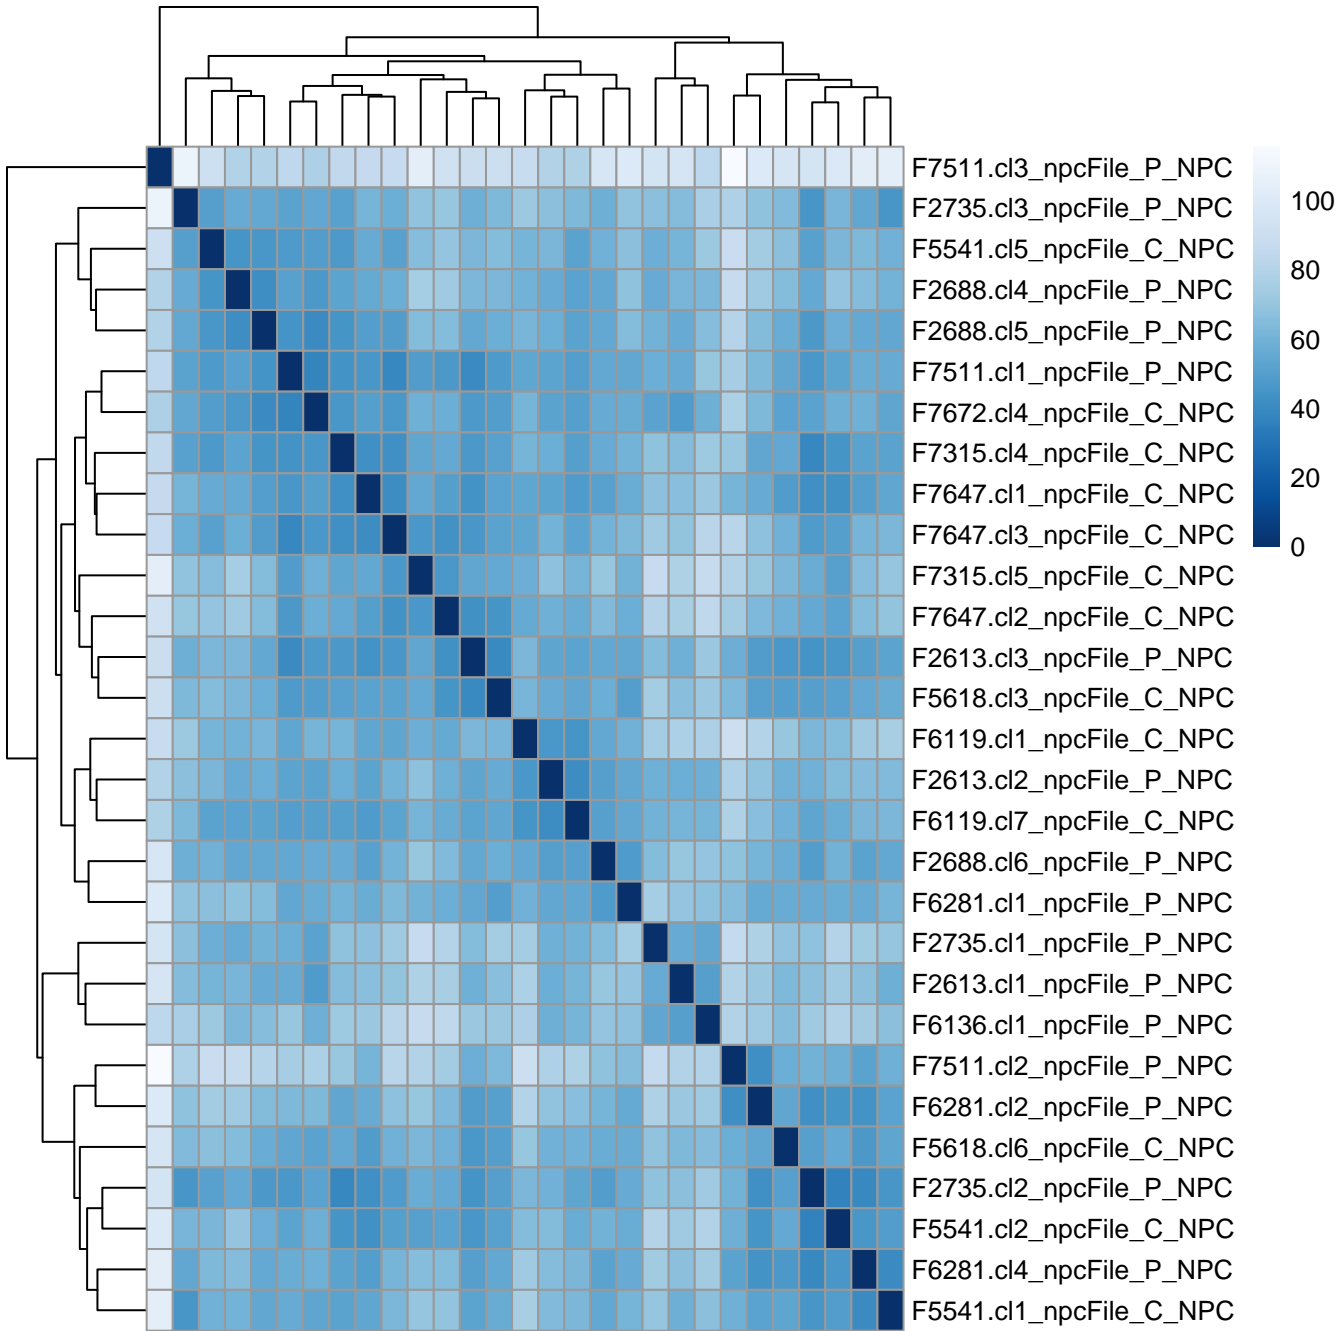 F7511.cl3_npcFile_P_NPC
F2735.cl3_npcFile_P_NPC
F5541.cl5_npcFile_C_NPC
F2688.cl4_npcFile_P_NPC
F2688.cl5_npcFile_P_NPC
F7511.cl1_npcFile_P_NPC
F7672.cl4_npcFile_C_NPC
F7315.cl4_npcFile_C_NPC
F7647.cl1_npcFile_C_NPC
F7647.cl3_npcFile_C_NPC
F7315.cl5_npcFile_C_NPC
F7647.cl2_npcFile_C_NPC
F2613.cl3_npcFile_P_NPC
F5618.cl3_npcFile_C_NPC
F6119.cl1_npcFile_C_NPC
F2613.cl2_npcFile_P_NPC
F6119.cl7_npcFile_C_NPC
F2688.cl6_npcFile_P_NPC
F6281.cl1_npcFile_P_NPC
F2735.cl1_npcFile_P_NPC
F2613.cl1_npcFile_P_NPC
F6136.cl1_npcFile_P_NPC
F7511.cl2_npcFile_P_NPC
F6281.cl2_npcFile_P_NPC
F5618.cl6_npcFile_C_NPC
F2735.cl2_npcFile_P_NPC
F5541.cl2_npcFile_C_NPC
F6281.cl4_npcFile_P_NPC
F5541.cl1_npcFile_C_NPC
100
80
60
40
20
0